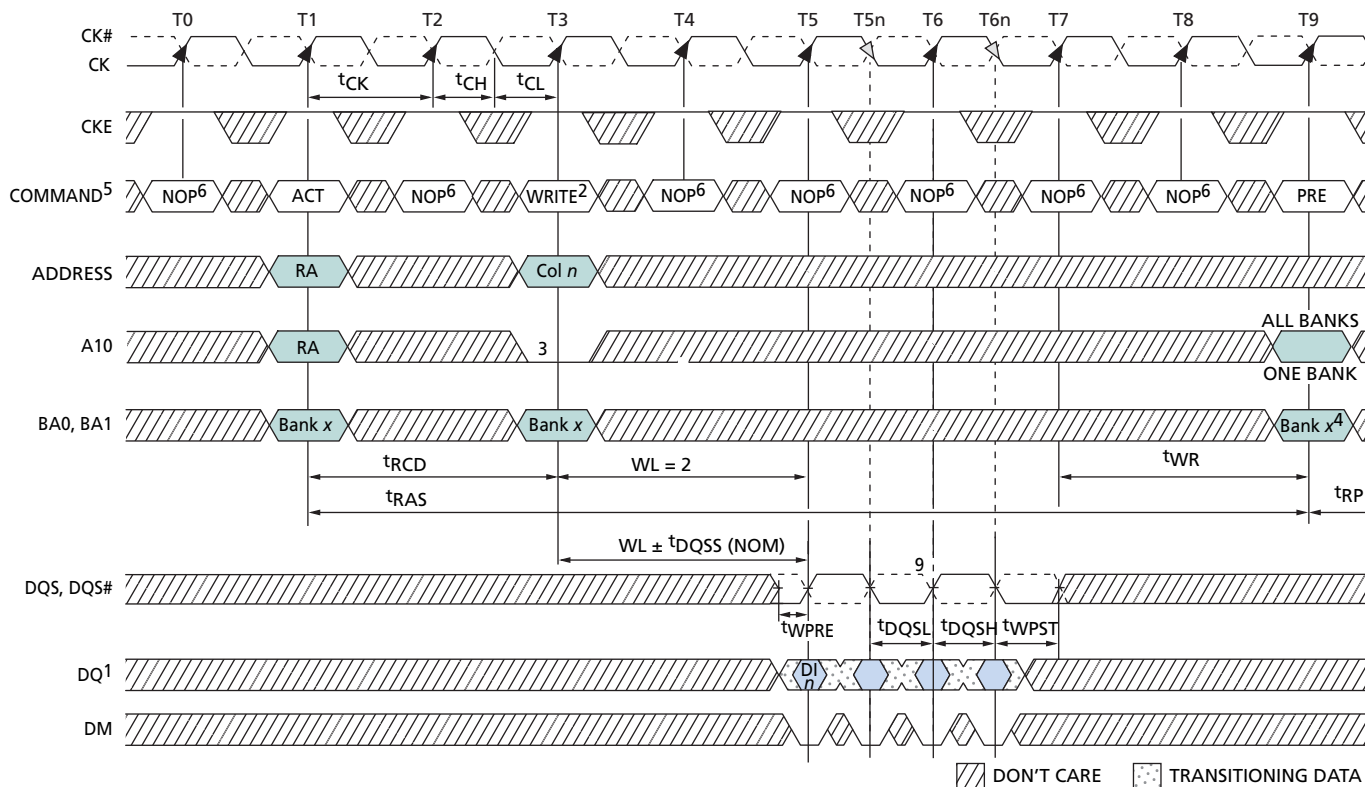 T0 T1 T2 T3 T4 T5 T5n T6 T6n T7 T8 T9
CK#
CK
tCK tCH tCL
CKE
COMMAND5 NOP6 ACT NOP6 WRITE2 NOP6 NOP6 NOP6 NOP6 NOP6 PRE
ADDRESS RA Col n
ALL BANKS
A10 RA 3
ONE BANK
BA0, BA1 Bank x Bank x Bank x4
tRCD WL = 2 tWR
tRAS tRP
WL ± tDQSS (NOM)
9
DQS, DQS#
tWPRE tDQSL tDQSH tWPST
DQ1 DI
n
DM
DON'T CARE TRANSITIONING DATA